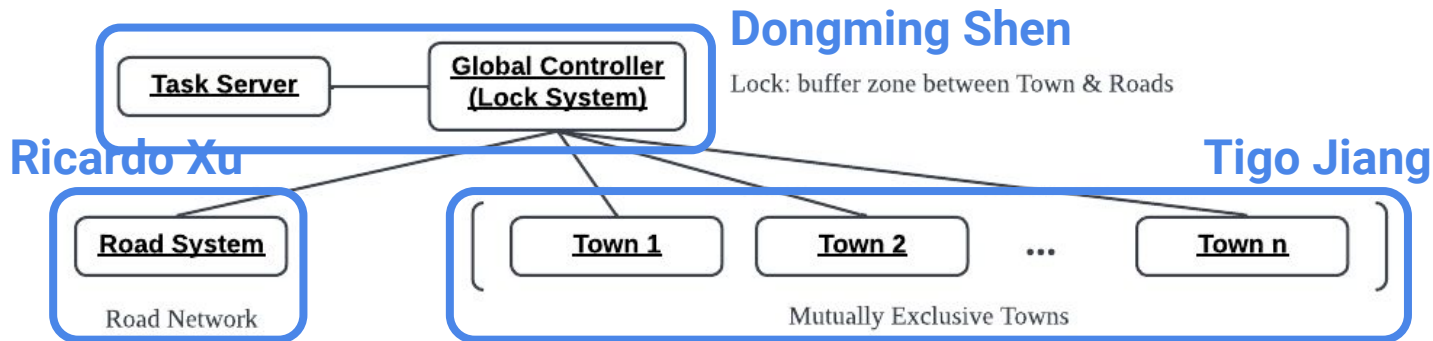 Dongming Shen
Task Server
Global Controller
(Lock System)
Lock: buffer zone between Town & Roads
Ricardo Xu
Tigo Jiang
Road System
Town 1
Town 2
...
Town n
Road Network
Mutually Exclusive Towns